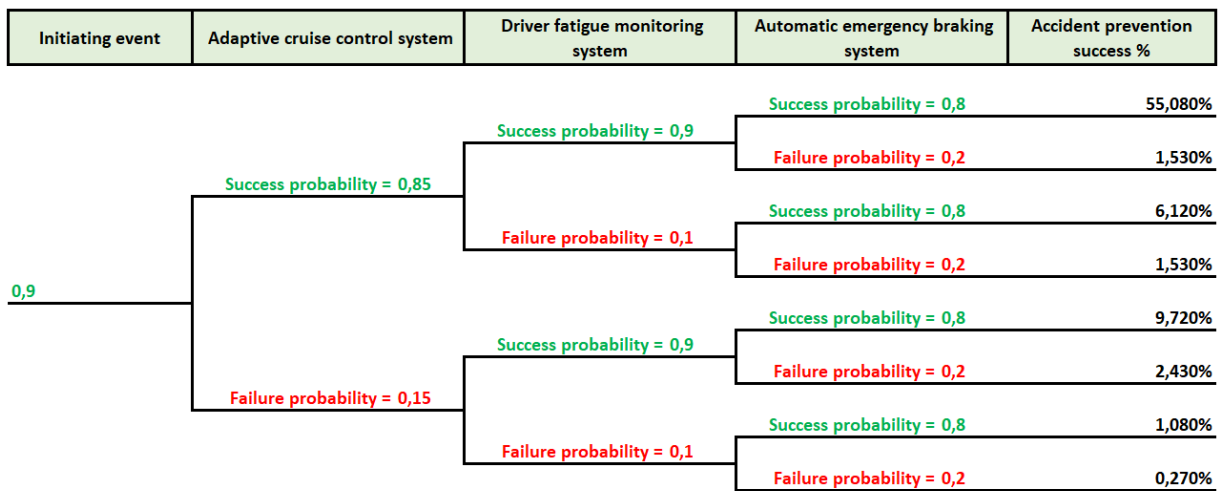 Initiating event
Adaptive cruise control system
Driver fatigue monitoring
system
Automatic emergency braking
system
Accident prevention
success %
Success probability = 0,8
55,080%
Success probability = 0,9
Failure probability = 0,2
1,530%
Success probability = 0,85
Success probability = 0,8
6,120%
Failure probability = 0,1
Failure probability = 0,2
1,530%
0,9
Success probability = 0,8
9,720%
Success probability = 0,9
Failure probability = 0,2
2,430%
Failure probability = 0,15
Success probability = 0,8
1,080%
Failure probability = 0,1
Failure probability = 0,2
0,270%